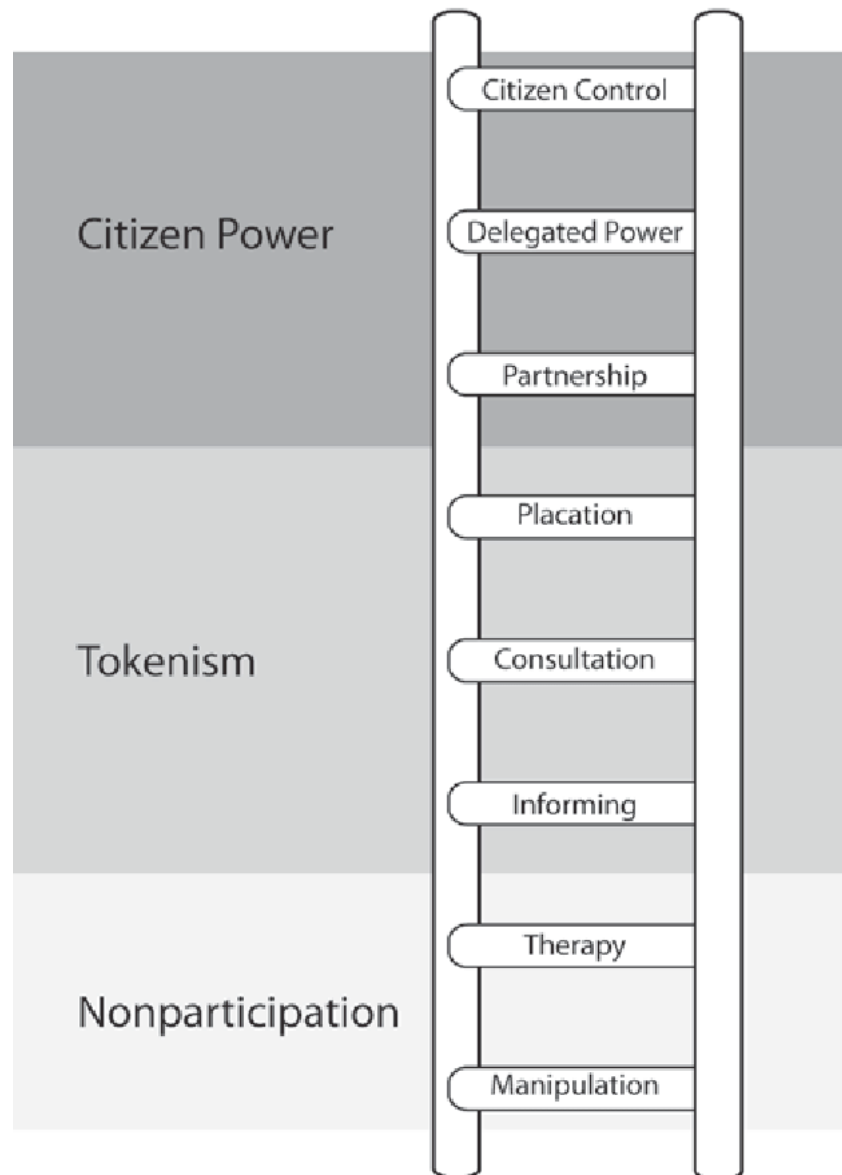 Citizen Control
Citizen Power
Delegated Power
Partnership
Placation
Tokenism
Consultation
Informing
Therapy
Nonparticipation
Manipulation